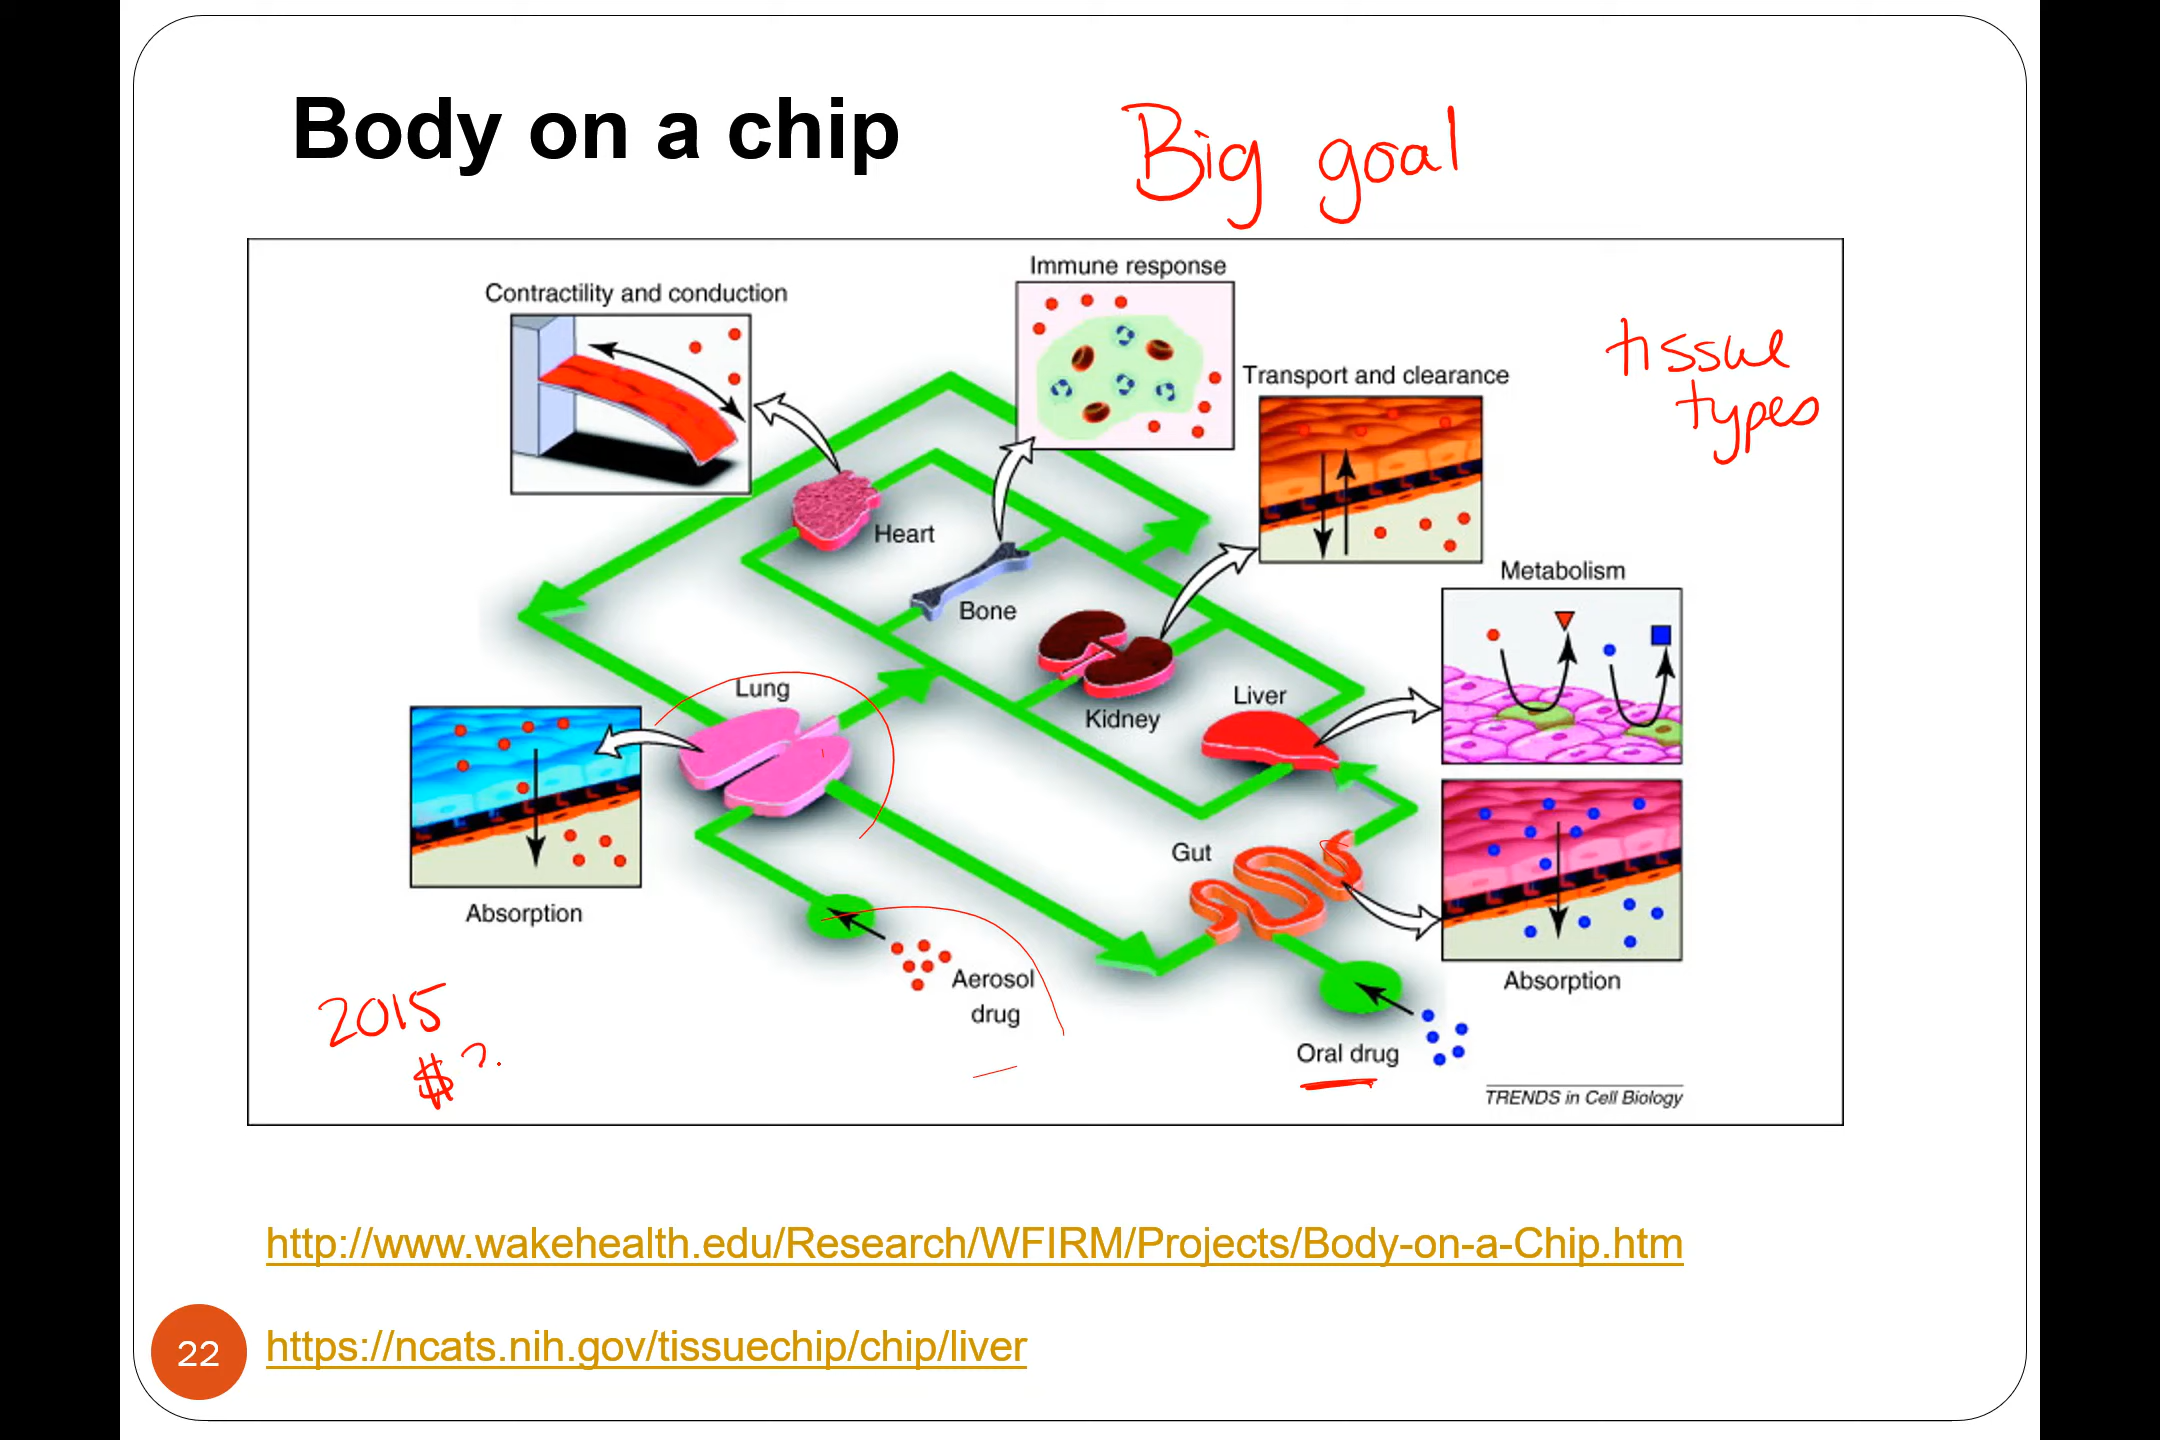 Body on a chip
Big goal
Immune response
Contractility and conduction
tissue
types
Transport and clearance
Heart
Metabolism
Bone
Lung
Liver
Kidney
Gut
Absorption
Aerosol
drug
Absorption
2015
$?
Oral drug
TRENDS in Cell Biology
http://www.wakehealth.edu/Research/WFIRM/Projects/Body-on-a-Chip.htm
22
https://ncats.nih.gov/tissuechip/chip/liver